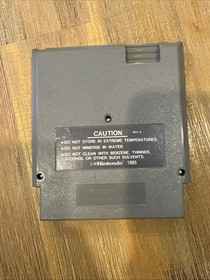 CAUTION
•DO NOT STORE IN EXTREME TEMPERATURES.
•DO NOT IMMERSE IN WATER.
•DO NOT CLEAN WITH BENZENE, THINNER,
ALCOHOL OR OTHER SUCH SOLVENTS.
©Nintendo 1985